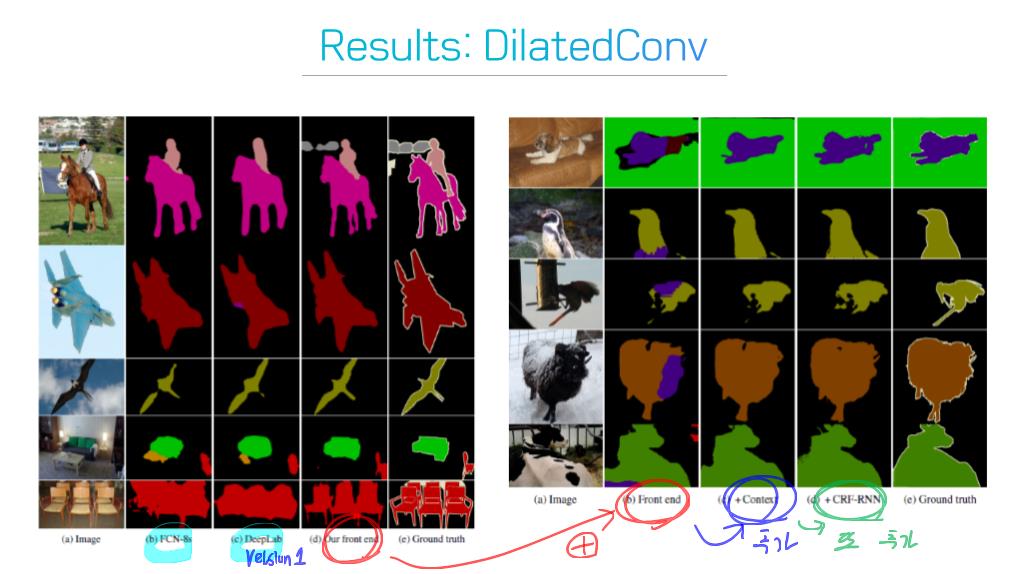 Results: DilatedConv
(a) Image
(b) FCN-8s
(c) DeepLab
(d) Our front end
(e) Ground truth
Version 1
+
(a) Image
(b) Front end
(c) + Context
(d) + CRF-RNN
(e) Ground truth
추가
또 추가